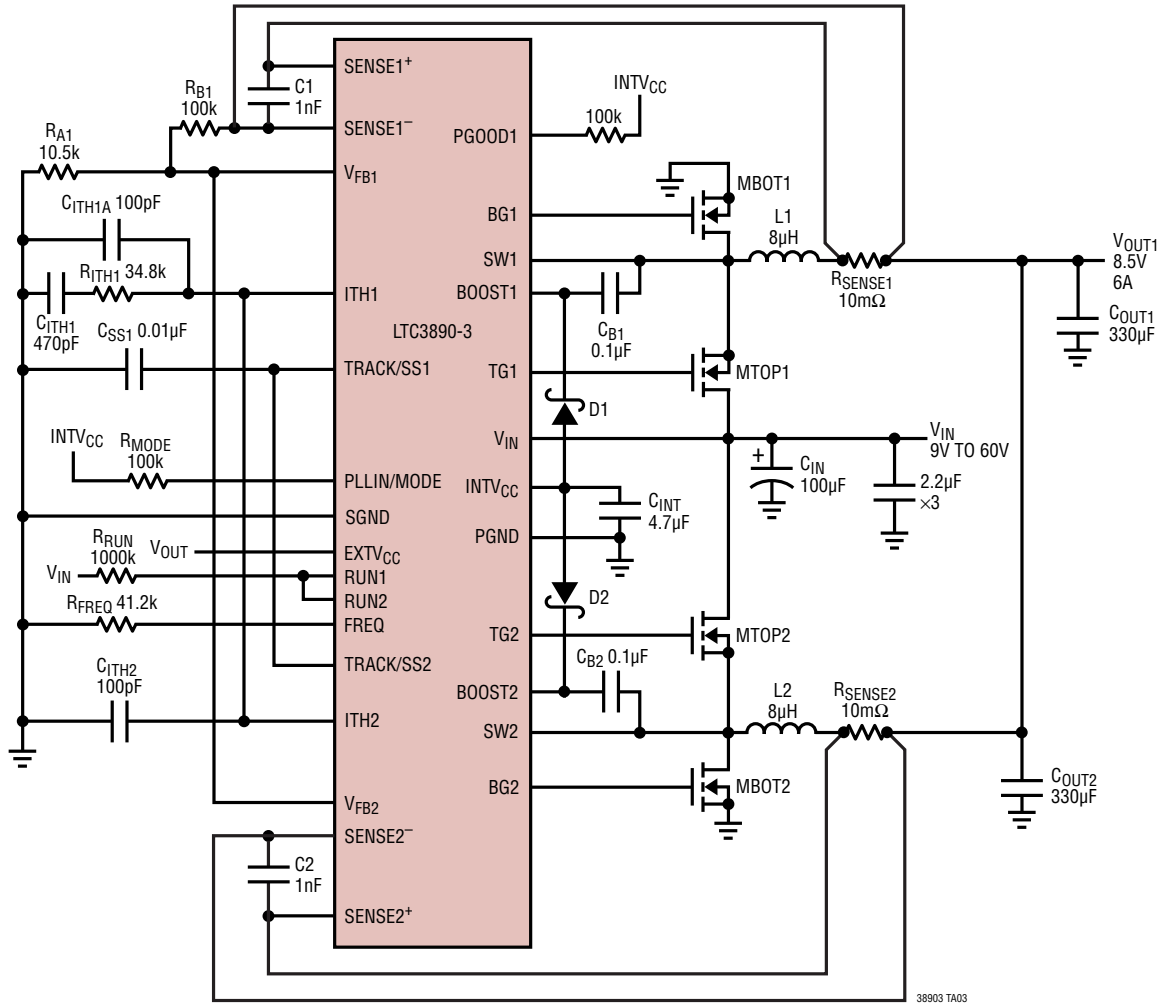 SENSE1+
C1
1nF
RB1
100k
SENSE1–
RA1
10.5k
VFB1
CITH1A 100pF
RITH1 34.8k
ITH1
CITH1
470pF
CSS1 0.01µF
LTC3890-3
TRACK/SS1
INTVCC
RMODE
100k
PLLIN/MODE
SGND
VOUT
EXTVCC
RRUN
1000k
VIN
RUN1
RUN2
RFREQ 41.2k
FREQ
TRACK/SS2
CITH2
100pF
ITH2
VFB2
SENSE2–
C2
1nF
SENSE2+
INTVCC
100k
PGOOD1
MBOT1
BG1
L1
8µH
SW1
RSENSE1
10mΩ
VOUT1
8.5V
6A
BOOST1
CB1
0.1µF
COUT1
330µF
TG1
MTOP1
D1
VIN
VIN
9V TO 60V
+
CIN
100µF
2.2µF
×3
INTVCC
CINT
4.7µF
PGND
D2
TG2
MTOP2
CB2 0.1µF
BOOST2
L2
8µH
RSENSE2
10mΩ
SW2
BG2
MBOT2
COUT2
330µF
38903 TA03